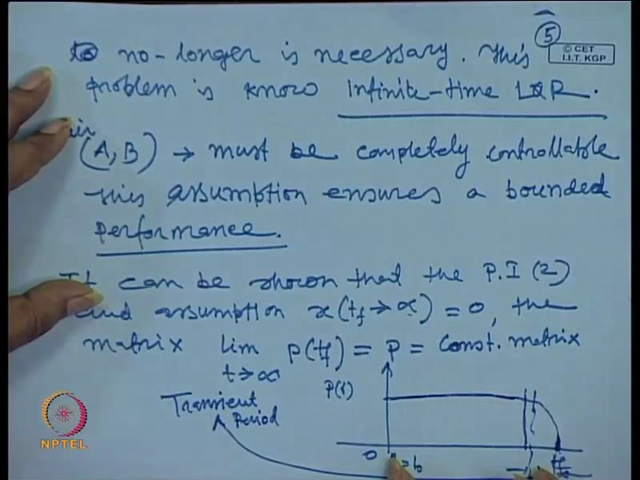 ⑤
© CET
I.I.T. KGP
no-longer is necessary. This
problem is know Infinite-time LQR.
(A, B) → must be completely controllable
this assumption ensures a bounded
performance.
It can be shown that the P.I (2)
and assumption x(tf→∞) = 0, the
matrix lim P(tf) = P = Const. matrix
t→∞
P(t)
Transient
Period
0
tf
NPTEL